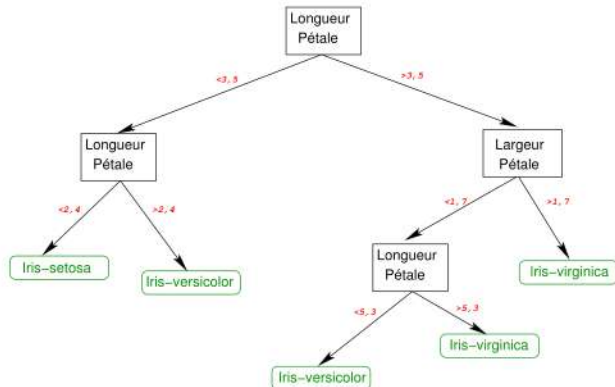 Longueur
Pétale
<3,5
>3,5
Longueur
Pétale
Largeur
Pétale
<2,4
>2,4
<1,7
>1,7
Iris-setosa
Iris-versicolor
Longueur
Pétale
Iris-virginica
<5,3
>5,3
Iris-versicolor
Iris-virginica